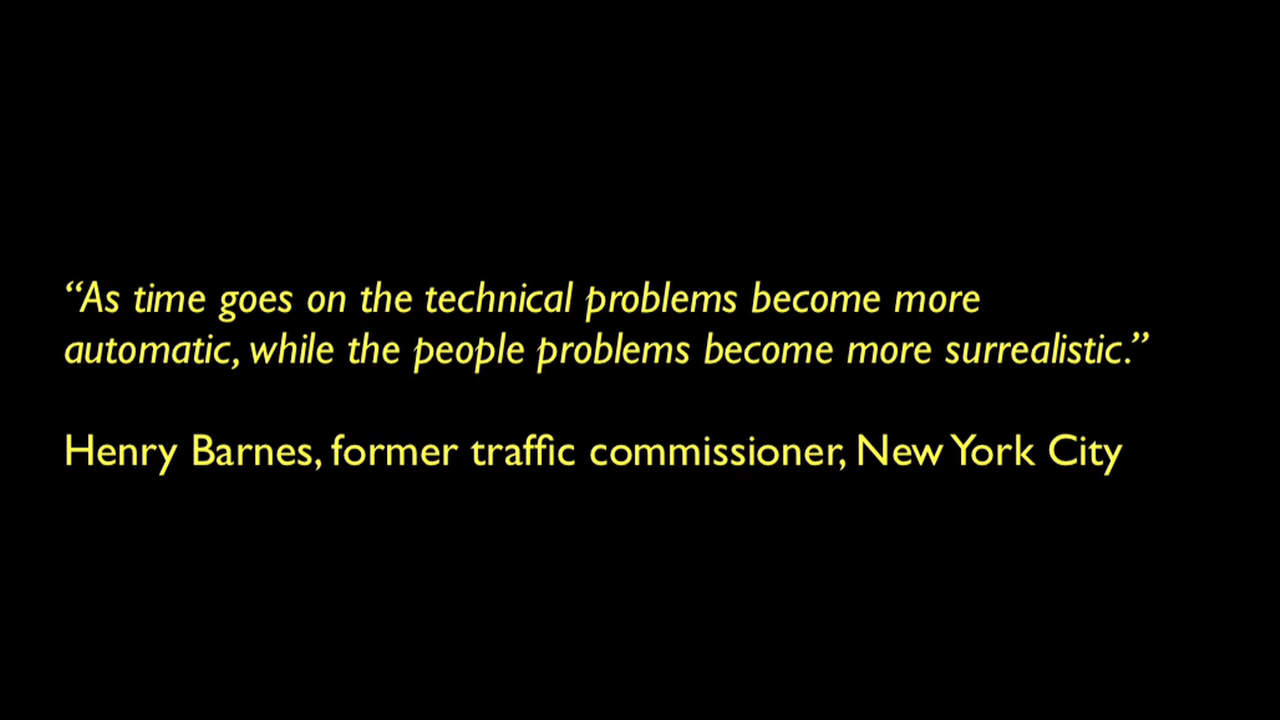 “As time goes on the technical problems become more
automatic, while the people problems become more surrealistic.”
Henry Barnes, former traffic commissioner, New York City